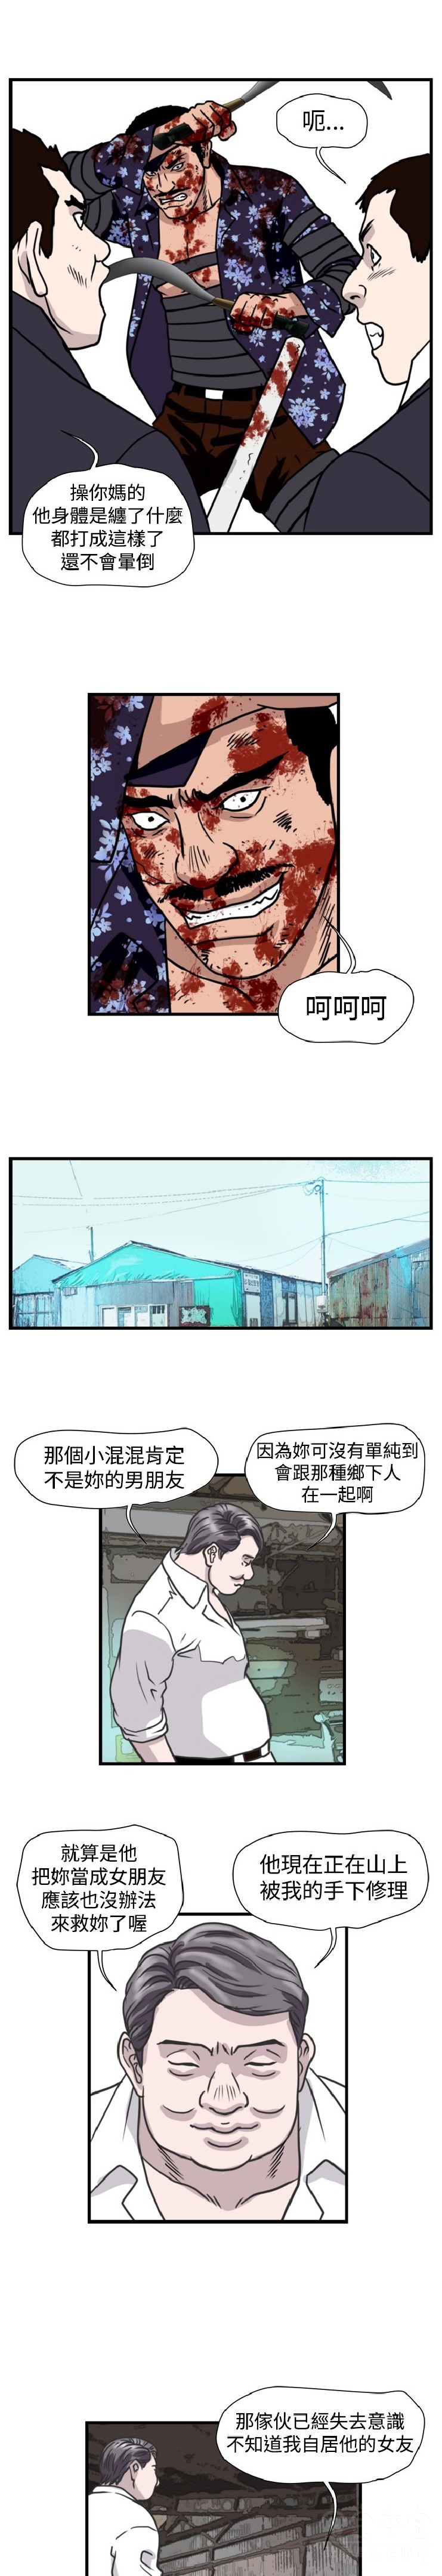 呃...
操你媽的
他身體是纏了什麼
都打成這樣了
還不會暈倒
呵呵呵
那個小混混肯定
不是妳的男朋友
因為妳可沒有單純到
會跟那種鄉下人
在一起啊
就算是他
把妳當成女朋友
應該也沒辦法
來救妳了喔
他現在正在山上
被我的手下修理
那傢伙已經失去意識
不知道我自居他的女友